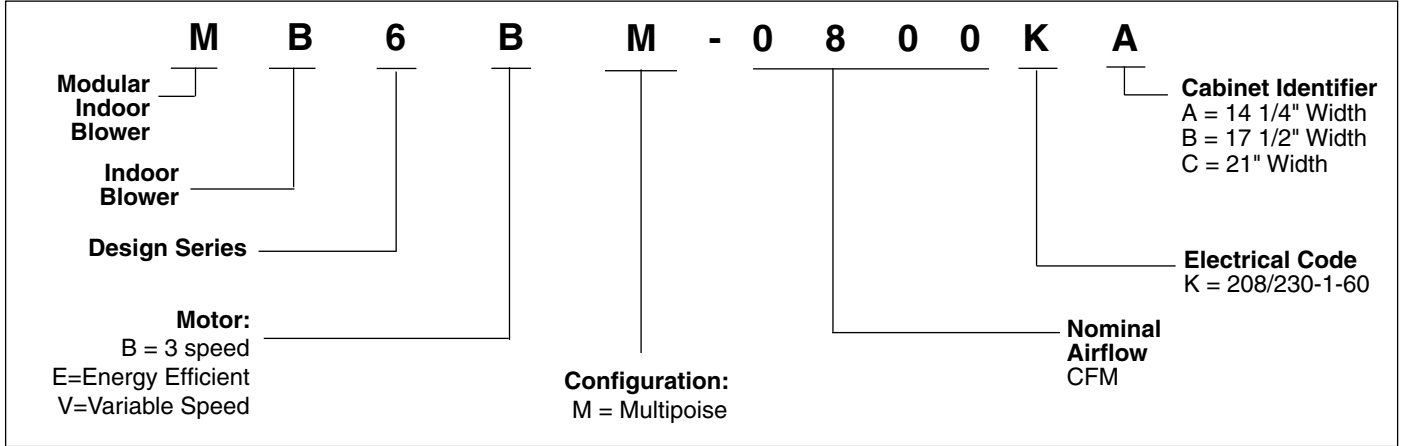 M B 6 B M - 0 8 0 0 K A
Modular
Indoor
Blower
Indoor
Blower
Design Series
Motor:
B = 3 speed
E=Energy Efficient
V=Variable Speed
Configuration:
M = Multipoise
Nominal
Airflow
CFM
Electrical Code
K = 208/230-1-60
Cabinet Identifier
A = 14 1/4" Width
B = 17 1/2" Width
C = 21" Width